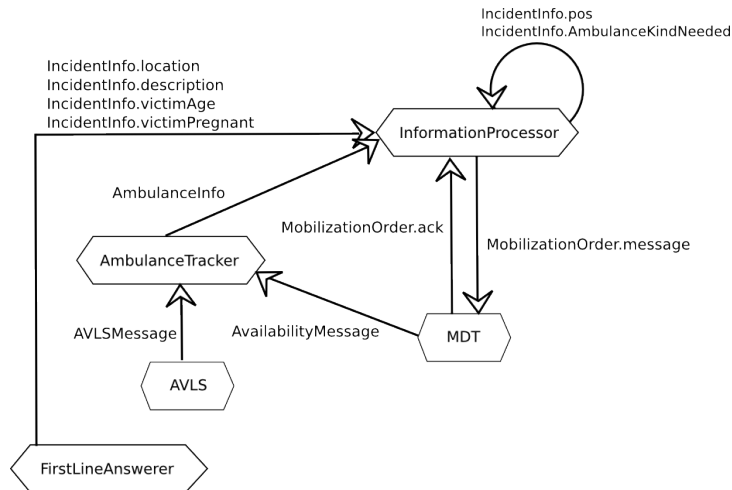 IncidentInfo.pos
IncidentInfo.AmbulanceKindNeeded
IncidentInfo.location
IncidentInfo.description
IncidentInfo.victimAge
IncidentInfo.victimPregnant
InformationProcessor
AmbulanceInfo
MobilizationOrder.ack
MobilizationOrder.message
AmbulanceTracker
AVLSMessage
AvailabilityMessage
MDT
AVLS
FirstLineAnswerer